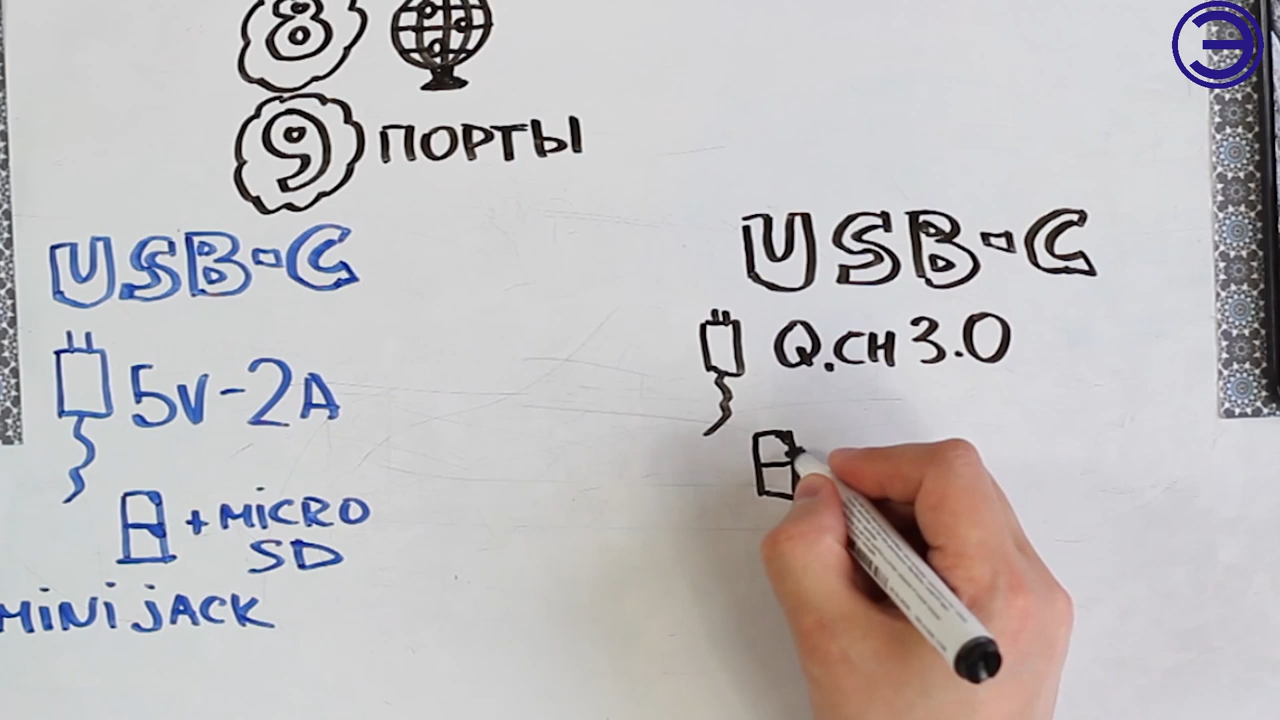 8
9 ПОРТЫ
USB-C
5V-2A
+ MICRO
SD
MINI JACK
USB-C
Q.CH 3.0
Э